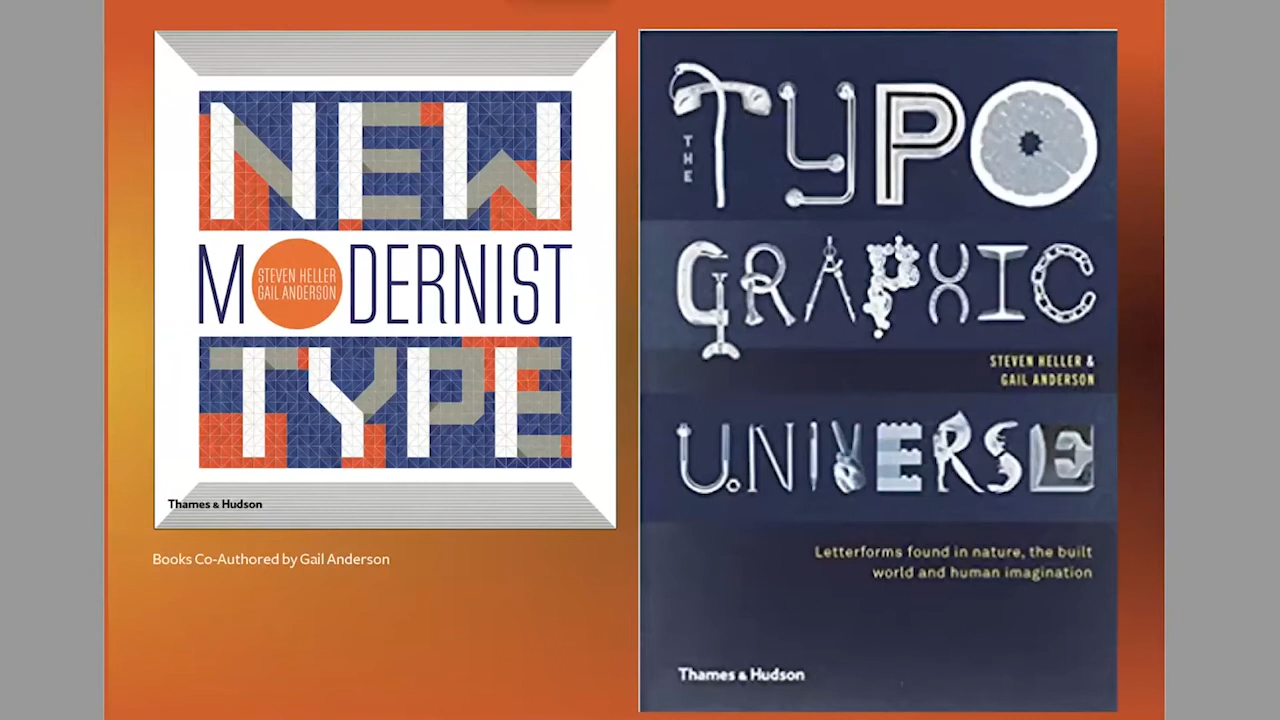 NEW
MODERNIST
STEVEN HELLER
GAIL ANDERSON
TYPE
Thames & Hudson
Books Co-Authored by Gail Anderson
THE
TYPO
GRAPHIC
STEVEN HELLER &
GAIL ANDERSON
UNIVERSE
Letterforms found in nature, the built
world and human imagination
Thames & Hudson